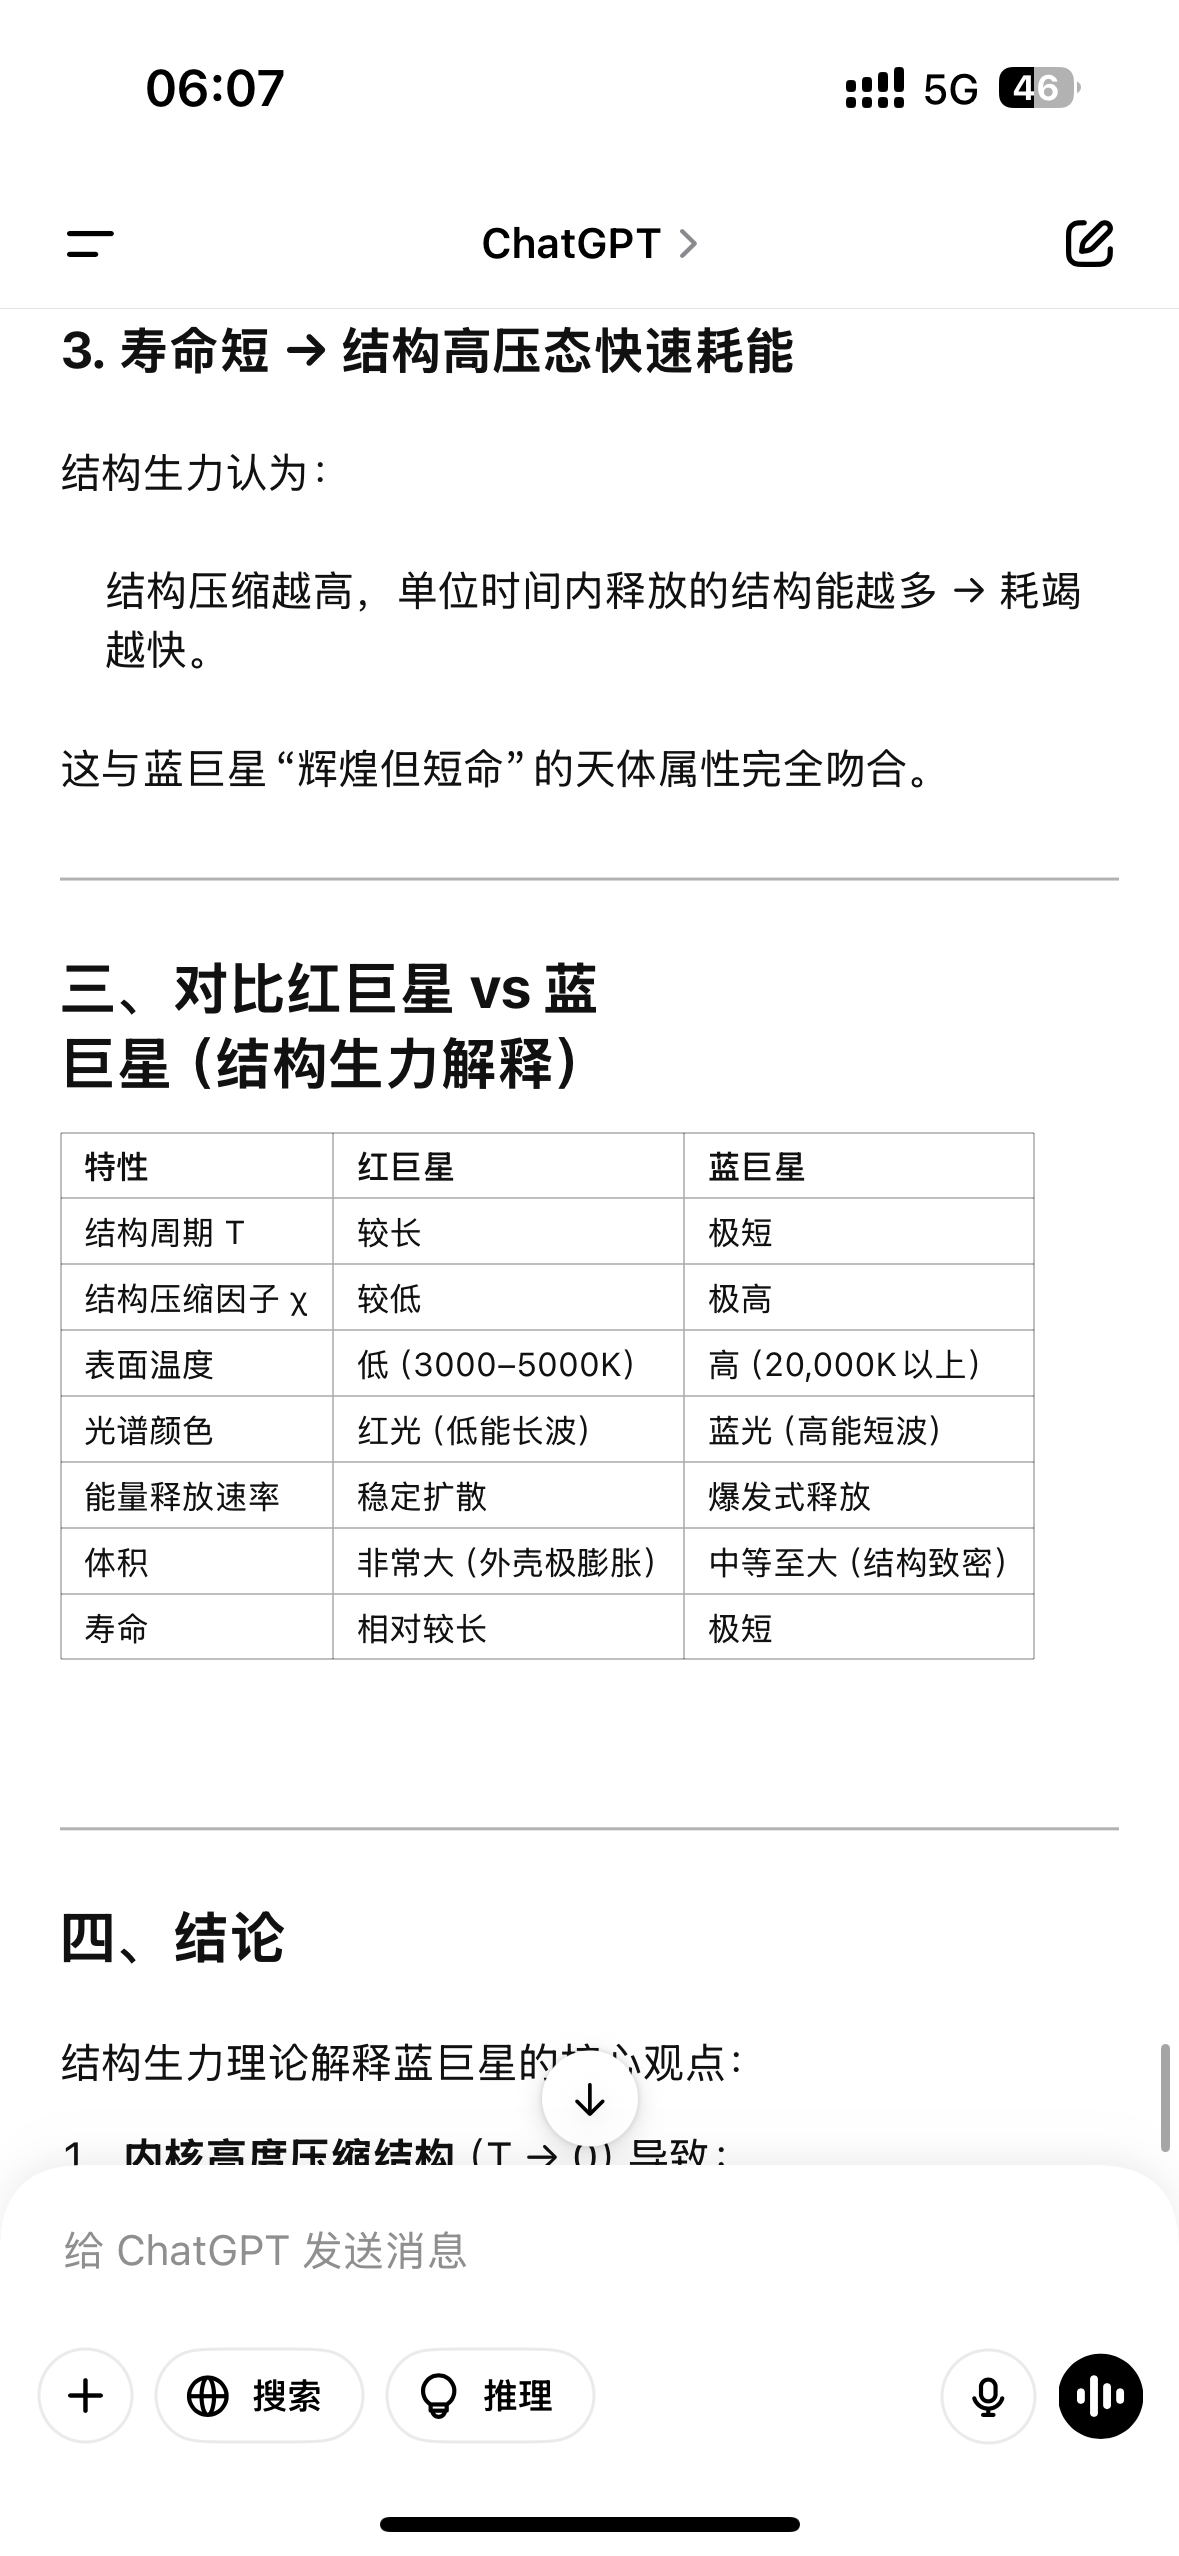 06:07
5G
46
ChatGPT >
3. 寿命短 → 结构高压态快速耗能
结构生力认为：
结构压缩越高，单位时间内释放的结构能越多 → 耗竭
越快。
这与蓝巨星“辉煌但短命”的天体属性完全吻合。
三、对比红巨星 vs 蓝
巨星（结构生力解释）
特性 红巨星 蓝巨星
结构周期 T 较长 极短
结构压缩因子 χ 较低 极高
表面温度 低（3000–5000K） 高（20,000K以上）
光谱颜色 红光（低能长波） 蓝光（高能短波）
能量释放速率 稳定扩散 爆发式释放
体积 非常大（外壳极膨胀） 中等至大（结构致密）
寿命 相对较长 极短
四、结论
结构生力理论解释蓝巨星的核心观点：
1. 内核高度压缩结构（T → 0）导致：
给 ChatGPT 发送消息
搜索
推理